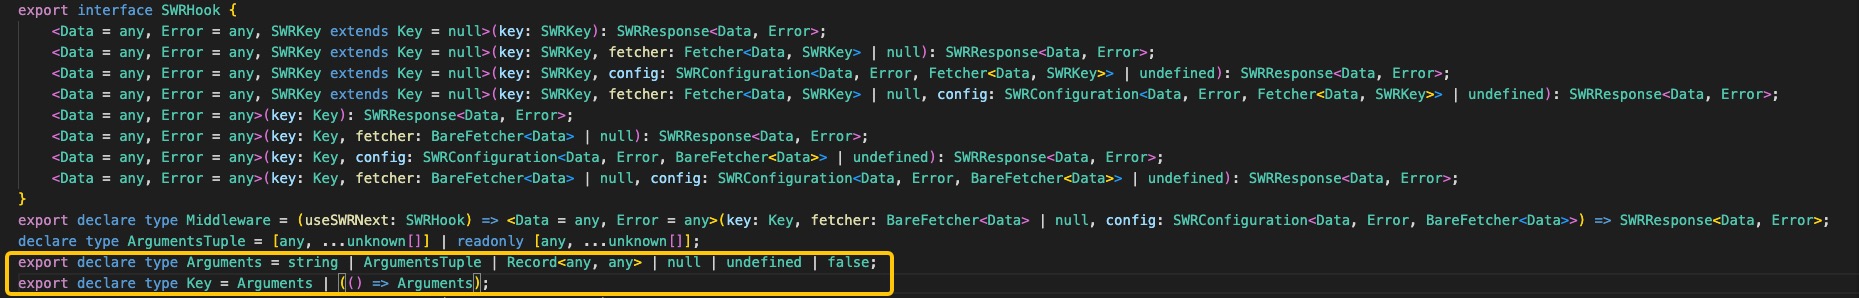 export interface SWRHook {
    <Data = any, Error = any, SWRKey extends Key = null>(key: SWRKey): SWRResponse<Data, Error>;
    <Data = any, Error = any, SWRKey extends Key = null>(key: SWRKey, fetcher: Fetcher<Data, SWRKey> | null): SWRResponse<Data, Error>;
    <Data = any, Error = any, SWRKey extends Key = null>(key: SWRKey, config: SWRConfiguration<Data, Error, Fetcher<Data, SWRKey>> | undefined): SWRResponse<Data, Error>;
    <Data = any, Error = any, SWRKey extends Key = null>(key: SWRKey, fetcher: Fetcher<Data, SWRKey> | null, config: SWRConfiguration<Data, Error, Fetcher<Data, SWRKey>> | undefined): SWRResponse<Data, Error>;
    <Data = any, Error = any>(key: Key): SWRResponse<Data, Error>;
    <Data = any, Error = any>(key: Key, fetcher: BareFetcher<Data> | null): SWRResponse<Data, Error>;
    <Data = any, Error = any>(key: Key, config: SWRConfiguration<Data, Error, BareFetcher<Data>> | undefined): SWRResponse<Data, Error>;
    <Data = any, Error = any>(key: Key, fetcher: BareFetcher<Data> | null, config: SWRConfiguration<Data, Error, BareFetcher<Data>> | undefined): SWRResponse<Data, Error>;
}
export declare type Middleware = (useSWRNext: SWRHook) => <Data = any, Error = any>(key: Key, fetcher: BareFetcher<Data> | null, config: SWRConfiguration<Data, Error, BareFetcher<Data>>) => SWRResponse<Data, Error>;
declare type ArgumentsTuple = [any, ...unknown[]] | readonly [any, ...unknown[]];
export declare type Arguments = string | ArgumentsTuple | Record<any, any> | null | undefined | false;
export declare type Key = Arguments | (() => Arguments);